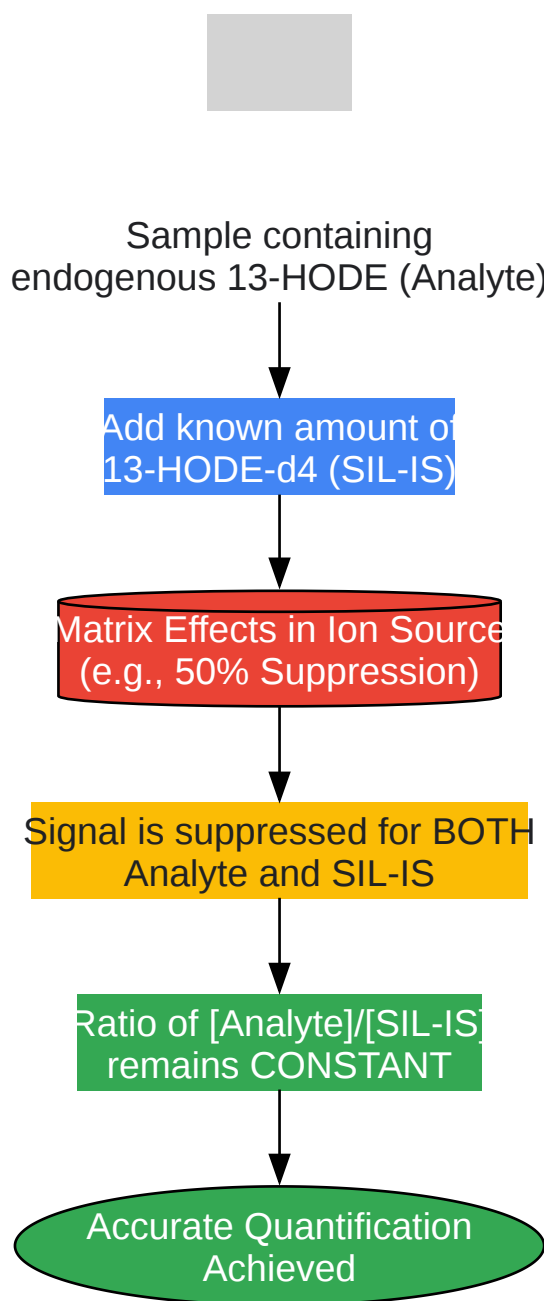 Sample containing
endogenous 13-HODE (Analyte)
Add known amount of
13-HODE-d4 (SIL-IS)
Matrix Effects in Ion Source
(e.g., 50% Suppression)
Signal is suppressed for BOTH
Analyte and SIL-IS
Ratio of [Analyte]/[SIL-IS]
remains CONSTANT
Accurate Quantification
Achieved